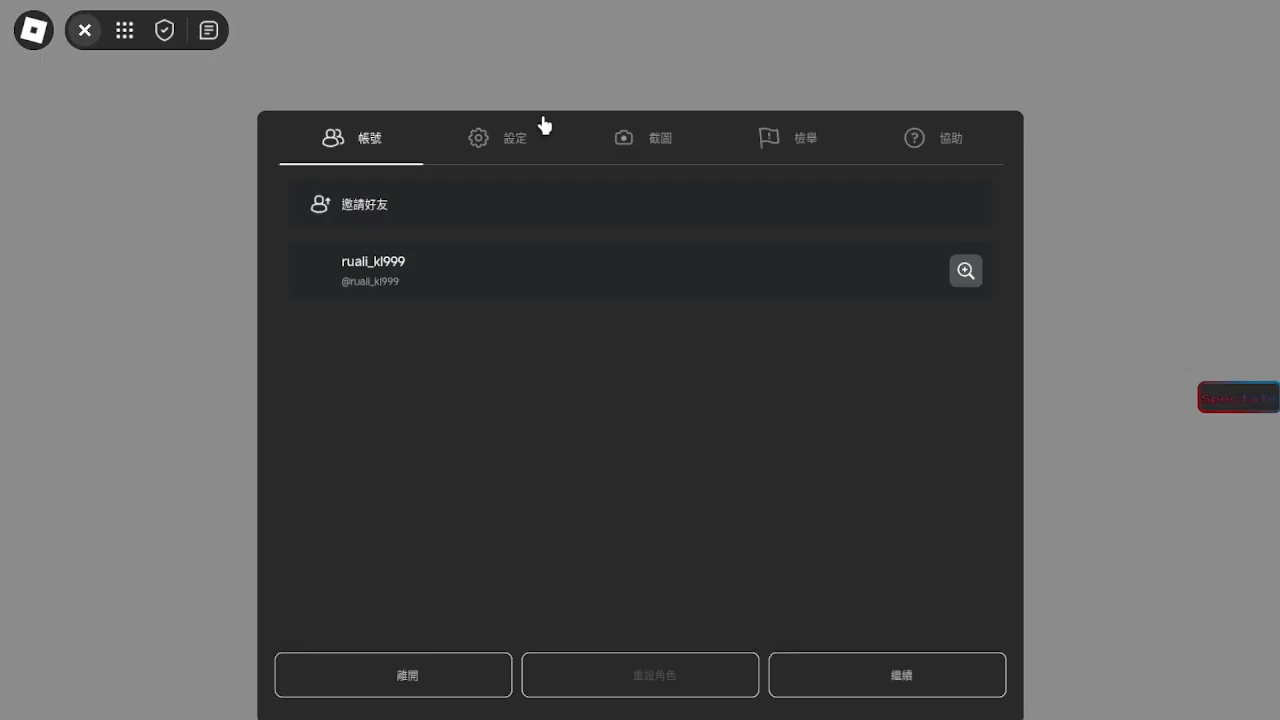 帳號
設定
截圖
檢舉
協助
邀請好友
ruali_kl999
@ruali_kl999
Spectate
離開
重設角色
繼續